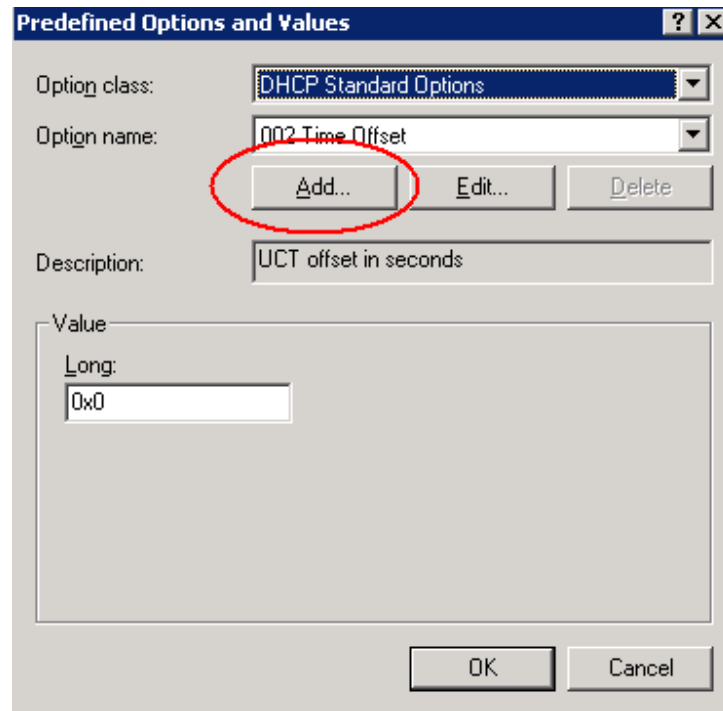 Predefined Options and Values
Option class: DHCP Standard Options
Option name: 002 Time Offset
Add... Edit... Delete
Description: UCT offset in seconds
Value
Long:
0x0
OK Cancel